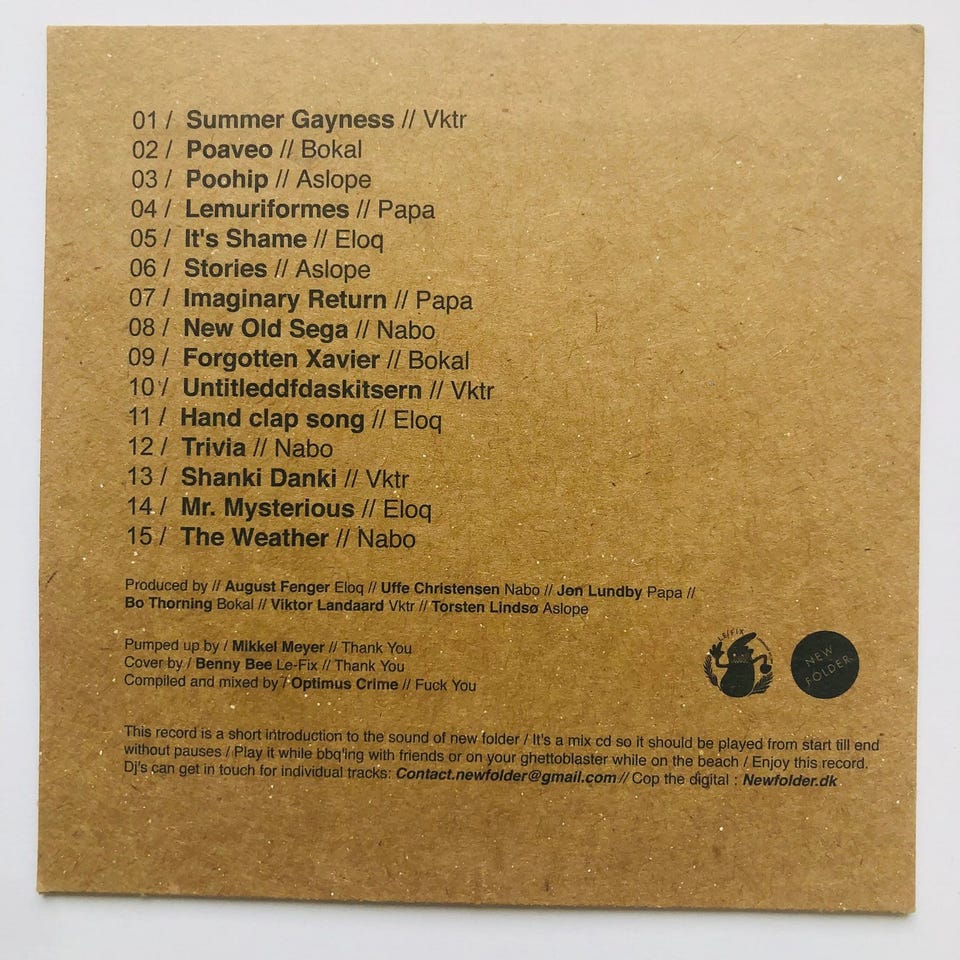 01 / Summer Gayness // Vktr
02 / Poaveo // Bokal
03 / Poohip // Aslope
04 / Lemuriformes // Papa
05 / It's Shame // Eloq
06 / Stories // Aslope
07 / Imaginary Return // Papa
08 / New Old Sega // Nabo
09 / Forgotten Xavier // Bokal
10 / Untitleddfdaskitsern // Vktr
11 / Hand clap song // Eloq
12 / Trivia // Nabo
13 / Shanki Danki // Vktr
14 / Mr. Mysterious // Eloq
15 / The Weather // Nabo
Produced by // August Fenger Eloq // Uffe Christensen Nabo // Jon Lundby Papa //
Bo Thorning Bokal // Viktor Landaard Vktr // Torsten Lindsø Aslope
Pumped up by / Mikkel Meyer // Thank You
Cover by / Benny Bee Le-Fix // Thank You
Compiled and mixed by / Optimus Crime // Fuck You
LE/FIX
NEW
FOLDER
This record is a short introduction to the sound of new folder / It's a mix cd so it should be played from start till end
without pauses / Play it while bbq'ing with friends or on your ghettoblaster while on the beach / Enjoy this record.
Dj's can get in touch for individual tracks: Contact.newfolder@gmail.com // Cop the digital : Newfolder.dk